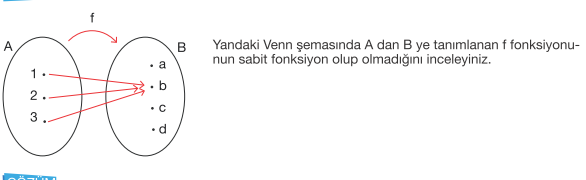 f
A
B
1
2
3
a
b
c
d
Yandaki Venn şemasında A dan B ye tanımlanan f fonksiyonu-
nun sabit fonksiyon olup olmadığını inceleyiniz.